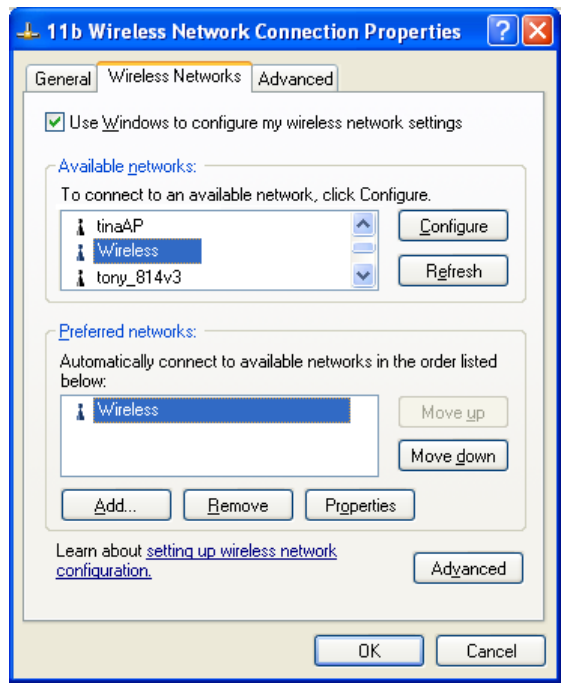 11b Wireless Network Connection Properties
General Wireless Networks Advanced
Use Windows to configure my wireless network settings
Available networks:
To connect to an available network, click Configure.
tinaAP
Wireless
tony_814v3
Configure
Refresh
Preferred networks:
Automatically connect to available networks in the order listed
below:
Wireless
Move up
Move down
Add... Remove Properties
Learn about setting up wireless network
configuration.
Advanced
OK Cancel